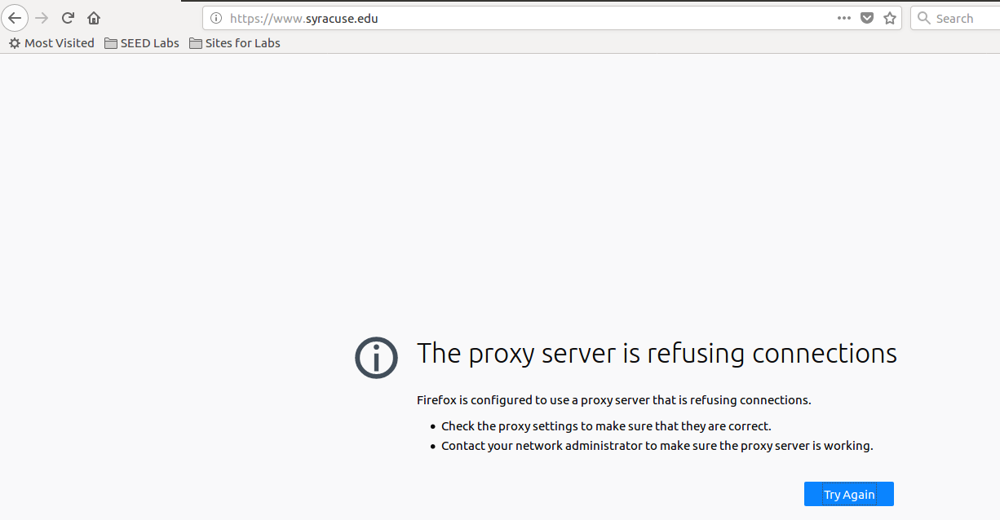 https://www.syracuse.edu
Search
Most Visited SEED Labs Sites for Labs
The proxy server is refusing connections
Firefox is configured to use a proxy server that is refusing connections.
• Check the proxy settings to make sure that they are correct.
• Contact your network administrator to make sure the proxy server is working.
Try Again